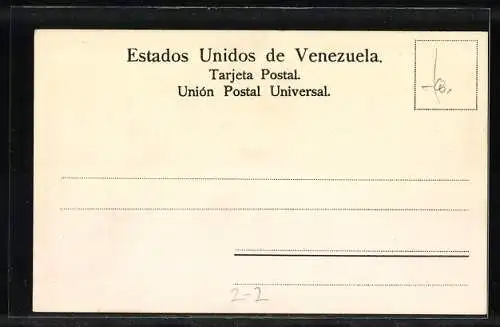 Estados Unidos de Venezuela.
Tarjeta Postal.
Unión Postal Universal.
2-2